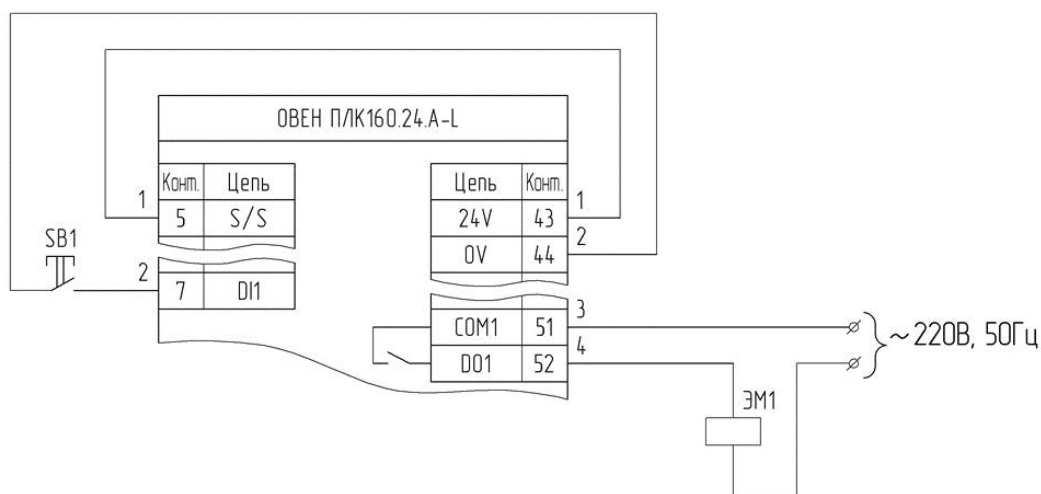 ОВЕН ПЛК160.24.А-L
Конт. Цепь
1 5 S/S
SB1
2 7 DI1
Цепь Конт.
24V 43 1
0V 44 2
COM1 51 3
DO1 52 4
~220В, 50Гц
ЭМ1